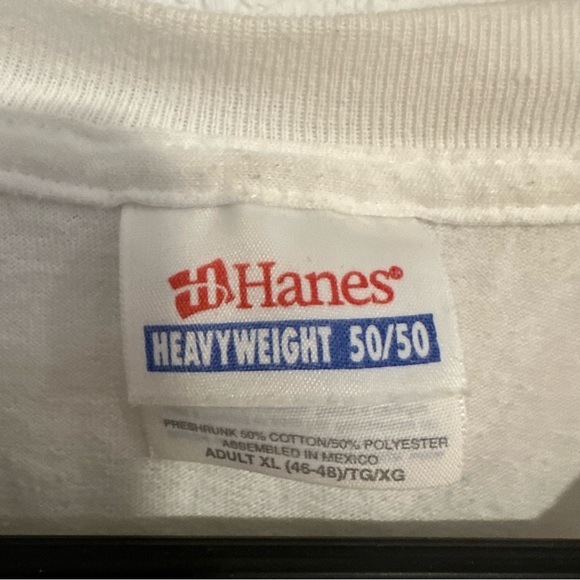 Hanes®
HEAVYWEIGHT 50/50
PRESHRUNK 50% COTTON/50% POLYESTER
ASSEMBLED IN MEXICO
ADULT XL (46-48)/TG/XG